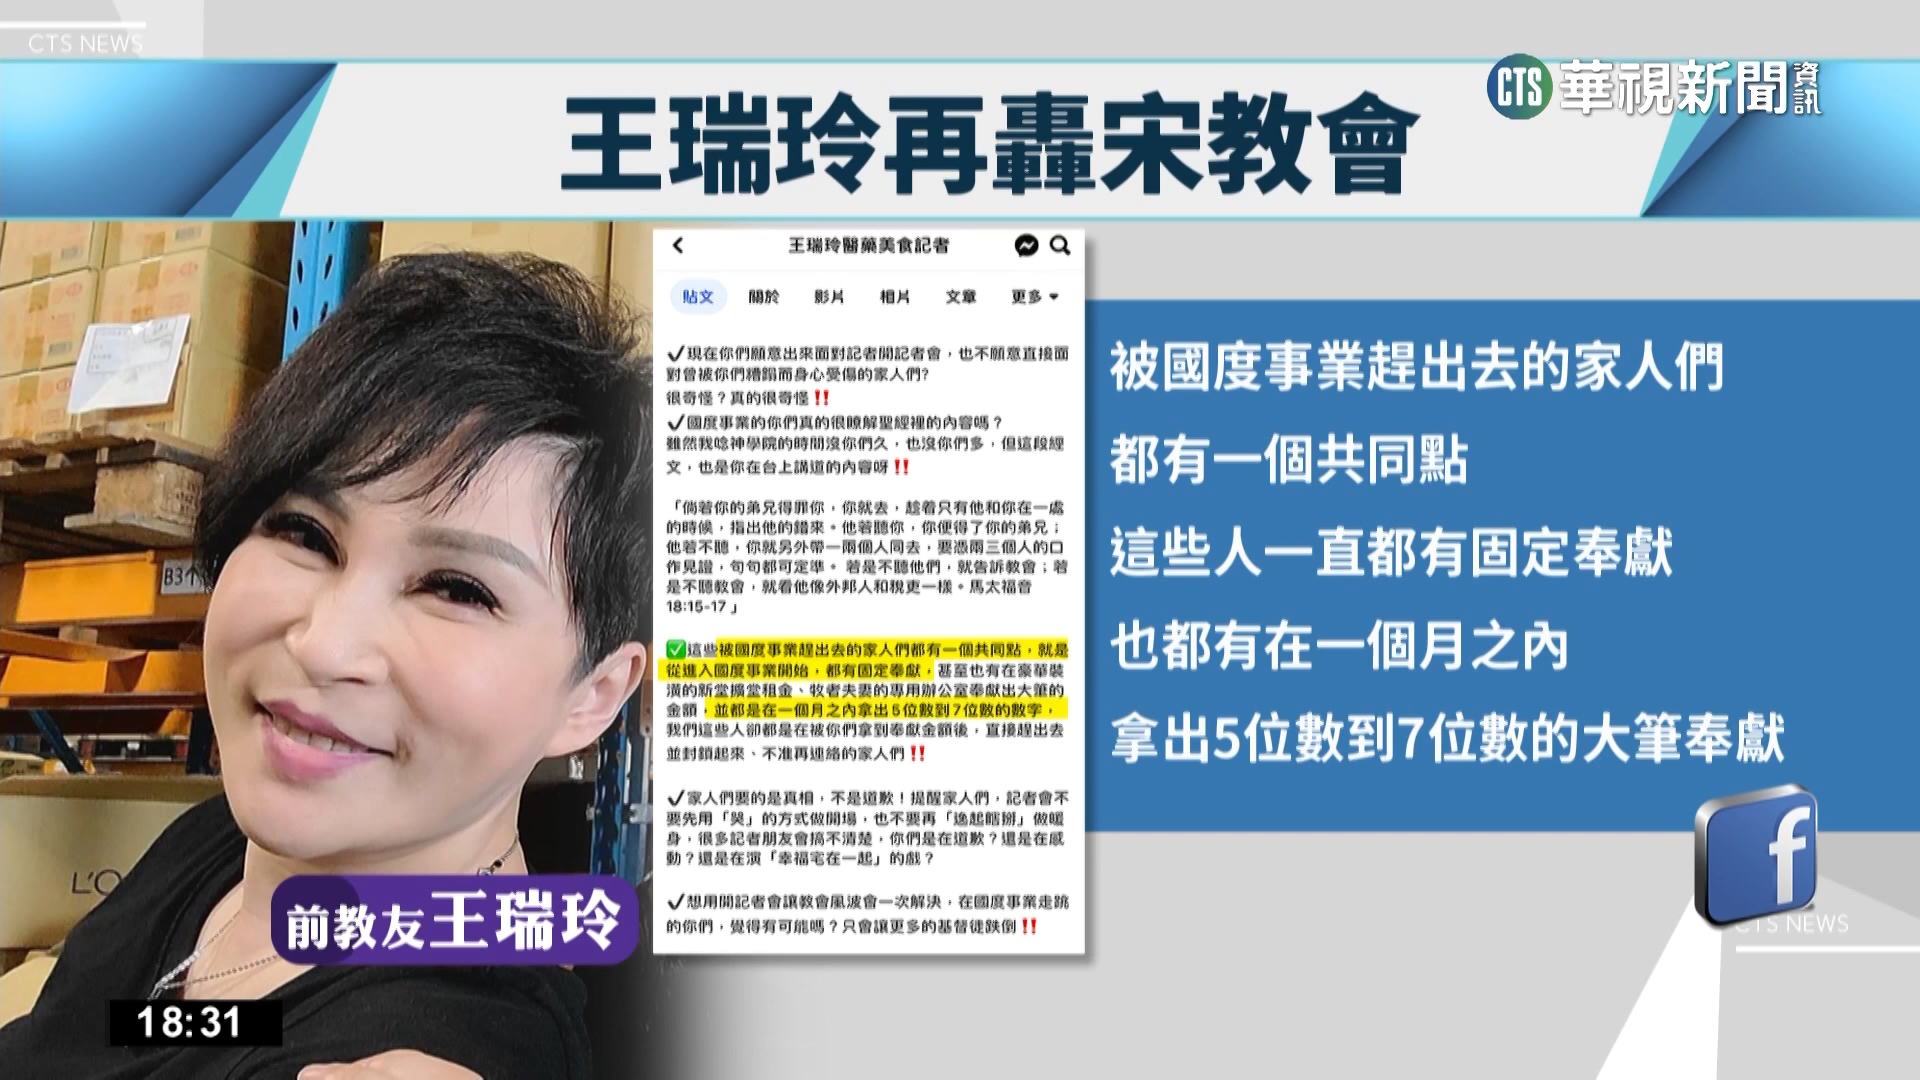 CTS NEWS
王瑞玲再轟宋教會
CTS 華視新聞資訊
王瑞玲醫藥美食記者
貼文 關於 影片 相片 文章 更多
✔現在你們願意出來面對記者開記者會，也不願意直接面
對曾被你們糟蹋而身心受傷的家人們?
很奇怪？真的很奇怪‼
✔國度事業的你們真的很瞭解聖經裡的內容嗎？
雖然我唸神學院的時間沒你們久，也沒你們多，但這段經
文，也是你在台上講道的內容呀‼
「倘若你的弟兄得罪你，你就去，趁着只有他和你在一處
的時候，指出他的錯來。他若聽你，你便得了你的弟兄；
他若不聽，你就另外帶一兩個人同去，要憑兩三個人的口
作見證，句句都可定準。 若是不聽他們，就告訴教會；若
是不聽教會，就看他像外邦人和稅吏一樣。馬太福音
18:15-17」
✅這些被國度事業趕出去的家人們都有一個共同點，就是
從進入國度事業開始，都有固定奉獻，甚至也有在豪華裝
潢的新堂擴堂租金、牧者夫妻的專用辦公室奉獻出大筆的
金額，並都是在一個月之內拿出5位數到7位數的數字，
我們這些人卻都是在被你們拿到奉獻金額後，直接趕出去
並封鎖起來、不准再連絡的家人們‼
✔家人們要的是真相，不是道歉！提醒家人們，記者會不
要先用「哭」的方式做開場，也不要再「逸起瞎掰」做暖
身，很多記者朋友會搞不清楚，你們是在道歉？還是在感
動？還是在演「幸福宅在一起」的戲？
✔想用開記者會讓教會風波會一次解決，在國度事業走跳
的你們，覺得有可能嗎？只會讓更多的基督徒跌倒‼
被國度事業趕出去的家人們
都有一個共同點
這些人一直都有固定奉獻
也都有在一個月之內
拿出5位數到7位數的大筆奉獻
f
CTS NEWS
B3
L'O
前教友王瑞玲
18:31